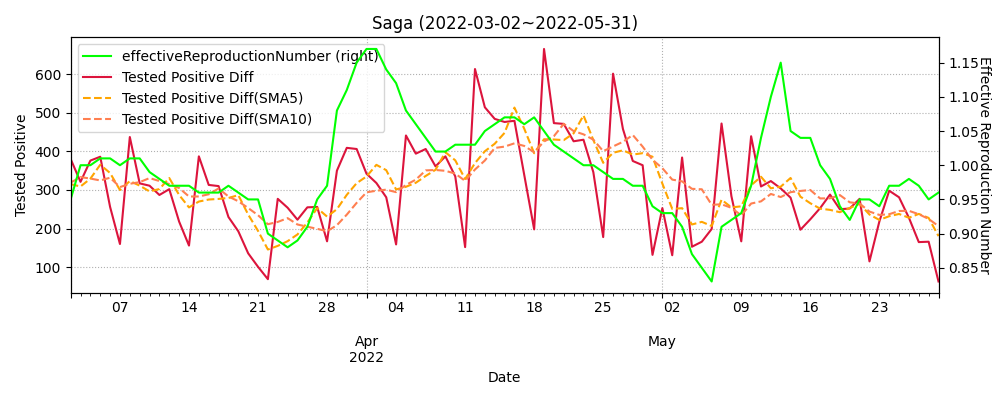 Saga (2022-03-02~2022-05-31)
effectiveReproductionNumber (right)
Tested Positive Diff
Tested Positive Diff(SMA5)
Tested Positive Diff(SMA10)
Tested Positive
600
500
400
300
200
100
1.15
1.10
1.05
1.00
0.95
0.90
0.85
Effective Reproduction Number
07 14 21 28 04 11 18 25 02 09 16 23
Apr May
2022
Date